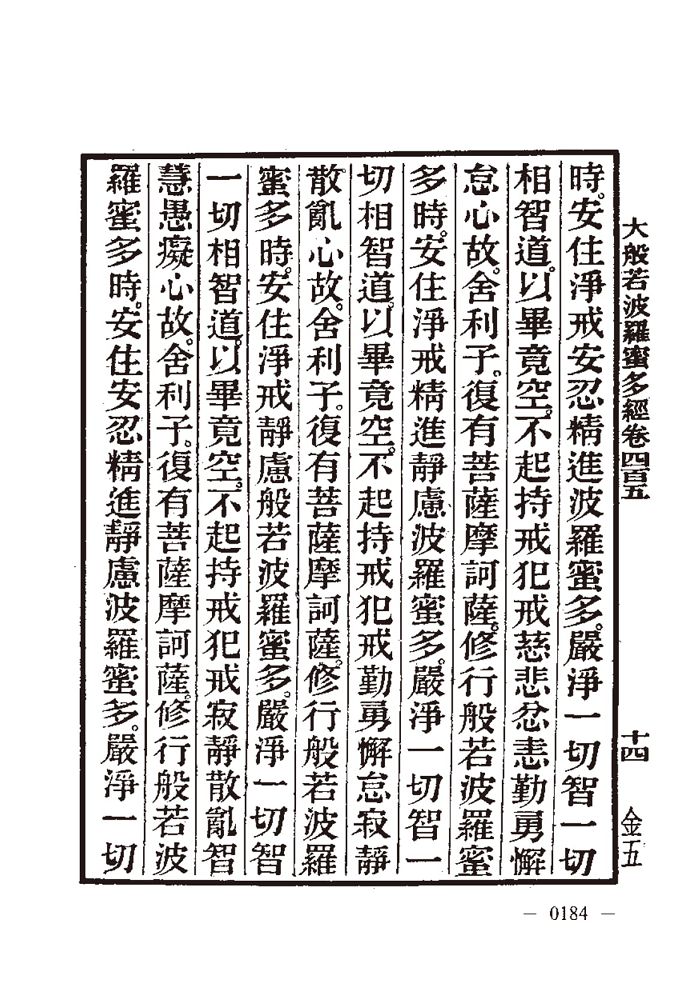 大般若波羅蜜多經卷四百五
十四
金五
時。安住淨戒安忍精進波羅蜜多。嚴淨一切智一切
相智道。以畢竟空。不起持戒犯戒慈悲忿恚勤勇懈
怠心故。舍利子。復有菩薩摩訶薩。修行般若波羅蜜
多時。安住淨戒精進靜慮波羅蜜多。嚴淨一切智一
切相智道。以畢竟空。不起持戒犯戒勤勇懈怠寂靜
散亂心故。舍利子。復有菩薩摩訶薩。修行般若波羅
蜜多時。安住淨戒靜慮般若波羅蜜多。嚴淨一切智
一切相智道。以畢竟空。不起持戒犯戒寂靜散亂智
慧愚癡心故。舍利子。復有菩薩摩訶薩。修行般若波
羅蜜多時。安住安忍精進靜慮波羅蜜多。嚴淨一切
— 0184 —